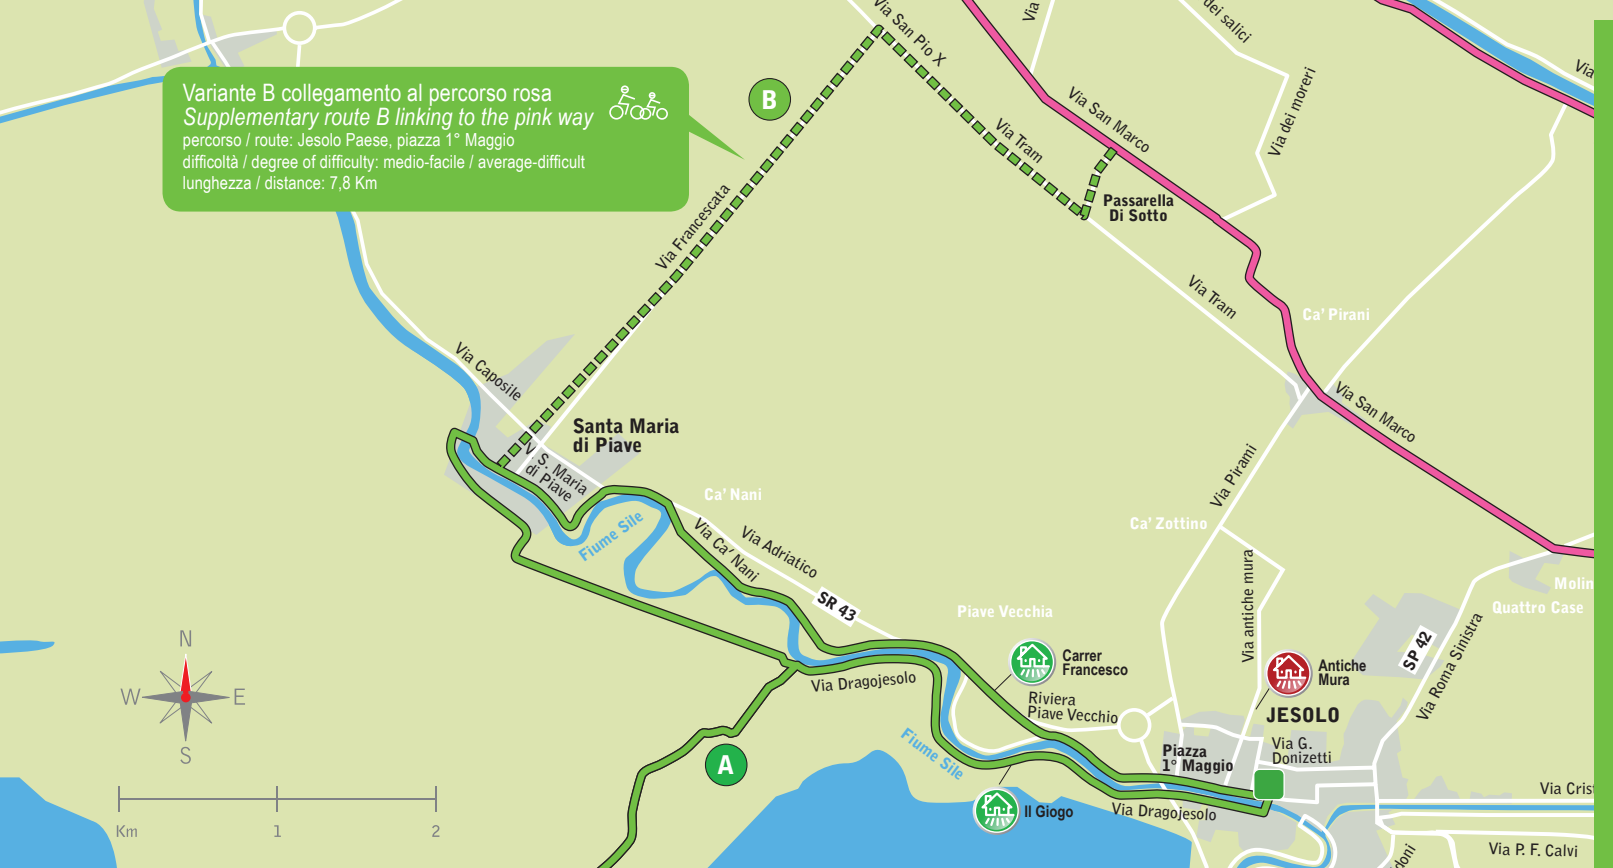 Variante B collegamento al percorso rosa
Supplementary route B linking to the pink way
percorso / route: Jesolo Paese, piazza 1° Maggio
difficoltà / degree of difficulty: medio-facile / average-difficult
lunghezza / distance: 7,8 Km
B
Via San Pio X
Via
dei salici
Via
Via dei moreri
Via San Marco
Via Tram
Passarella
Di Sotto
Via Francescata
Via Tram
Ca' Pirani
Via Caposile
Via San Marco
Santa Maria
di Piave
V. S. Maria
di Piave
Via Pirami
Ca' Nani
Ca' Zottino
Fiume Sile
Via Ca' Nani
Via Adriatico
SR 43
Via antiche mura
Molin
Quattro Case
Piave Vecchia
SP 42
Via Roma Sinistra
Carrer
Francesco
Antiche
Mura
Via Dragojesolo
Riviera
Piave Vecchio
JESOLO
N
W
E
S
Fiume Sile
Piazza
1° Maggio
Via G.
Donizetti
A
Via Cris
Il Giogo
Via Dragojesolo
Km
1
2
doni
Via P. F. Calvi